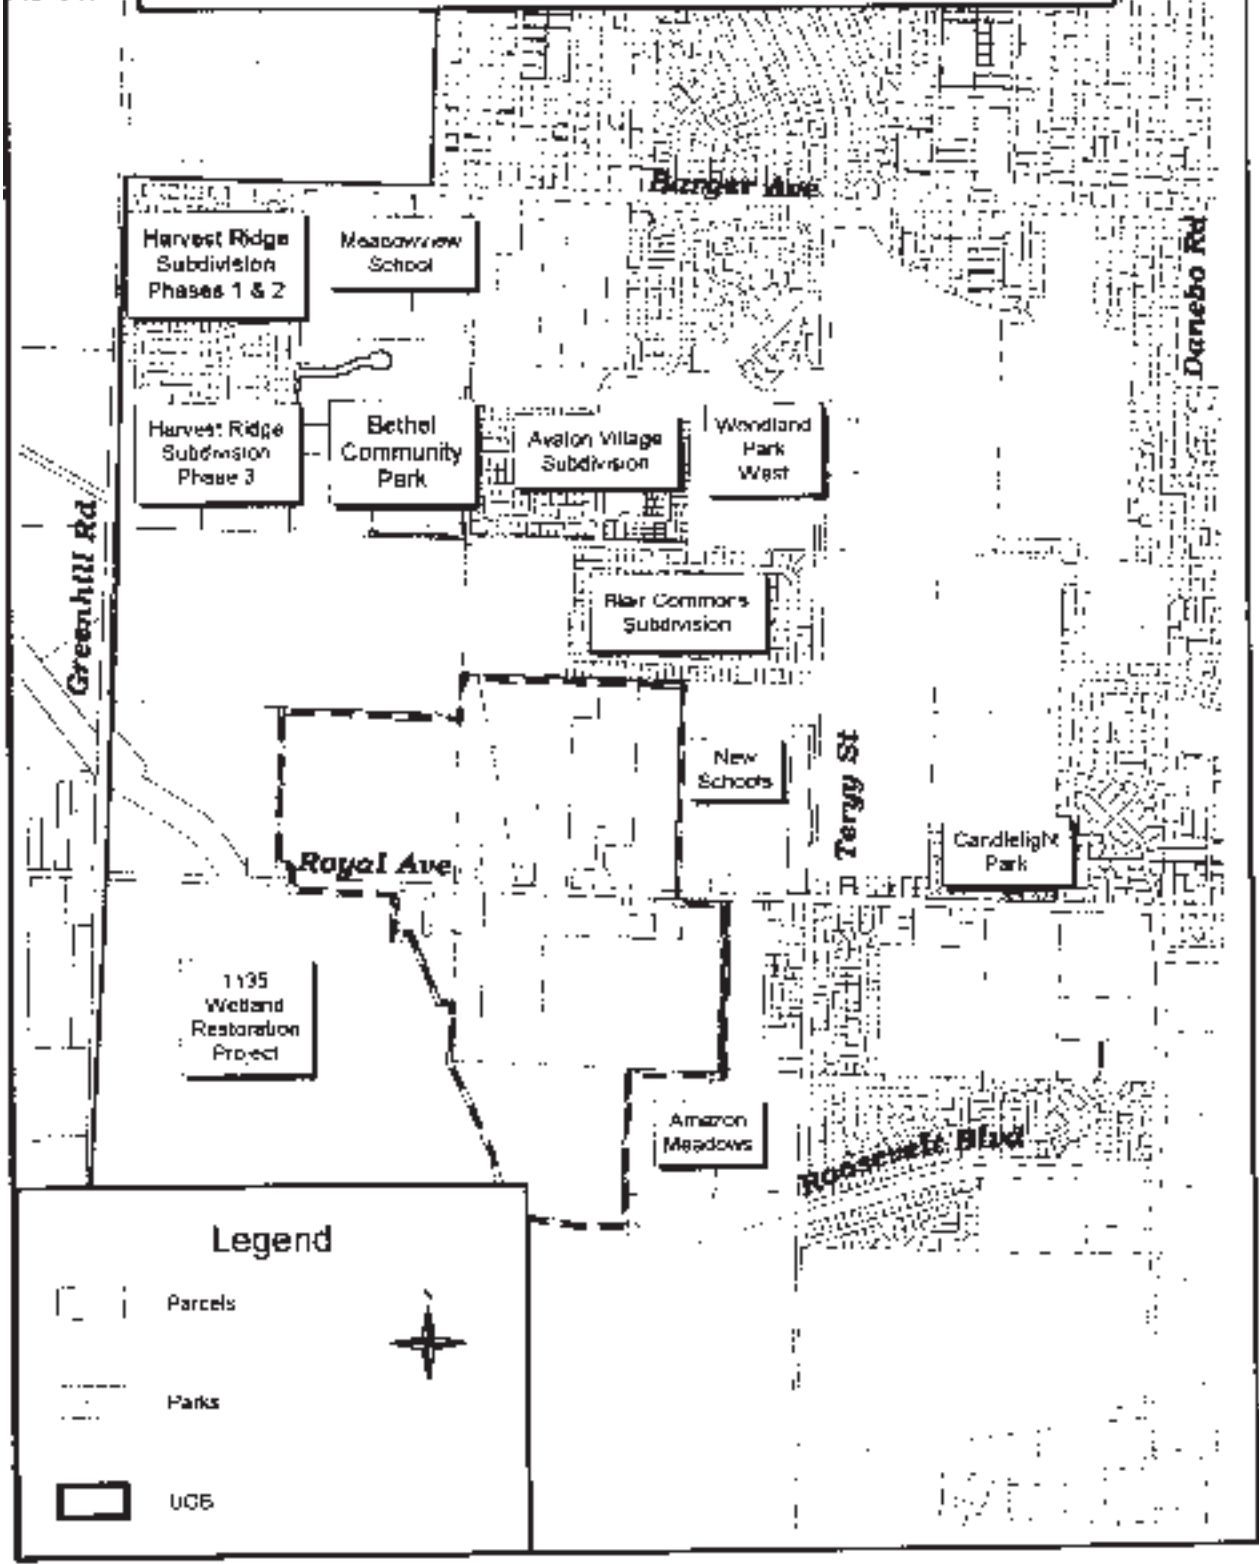 Barger Ave
Harvest Ridge
Subdivision
Phases 1 & 2
Meadowview
School
Danebo Rd
Harvest Ridge
Subdivision
Phase 3
Bethel
Community
Park
Avalon Village
Subdivision
Woodland
Park
West
Greenhill Rd
Blair Commons
Subdivision
New
Schools
Terry St
Candlelight
Park
Royal Ave
1135
Wetland
Restoration
Project
Amazon
Meadows
Roosevelt Blvd
Legend
Parcels
Parks
UGB